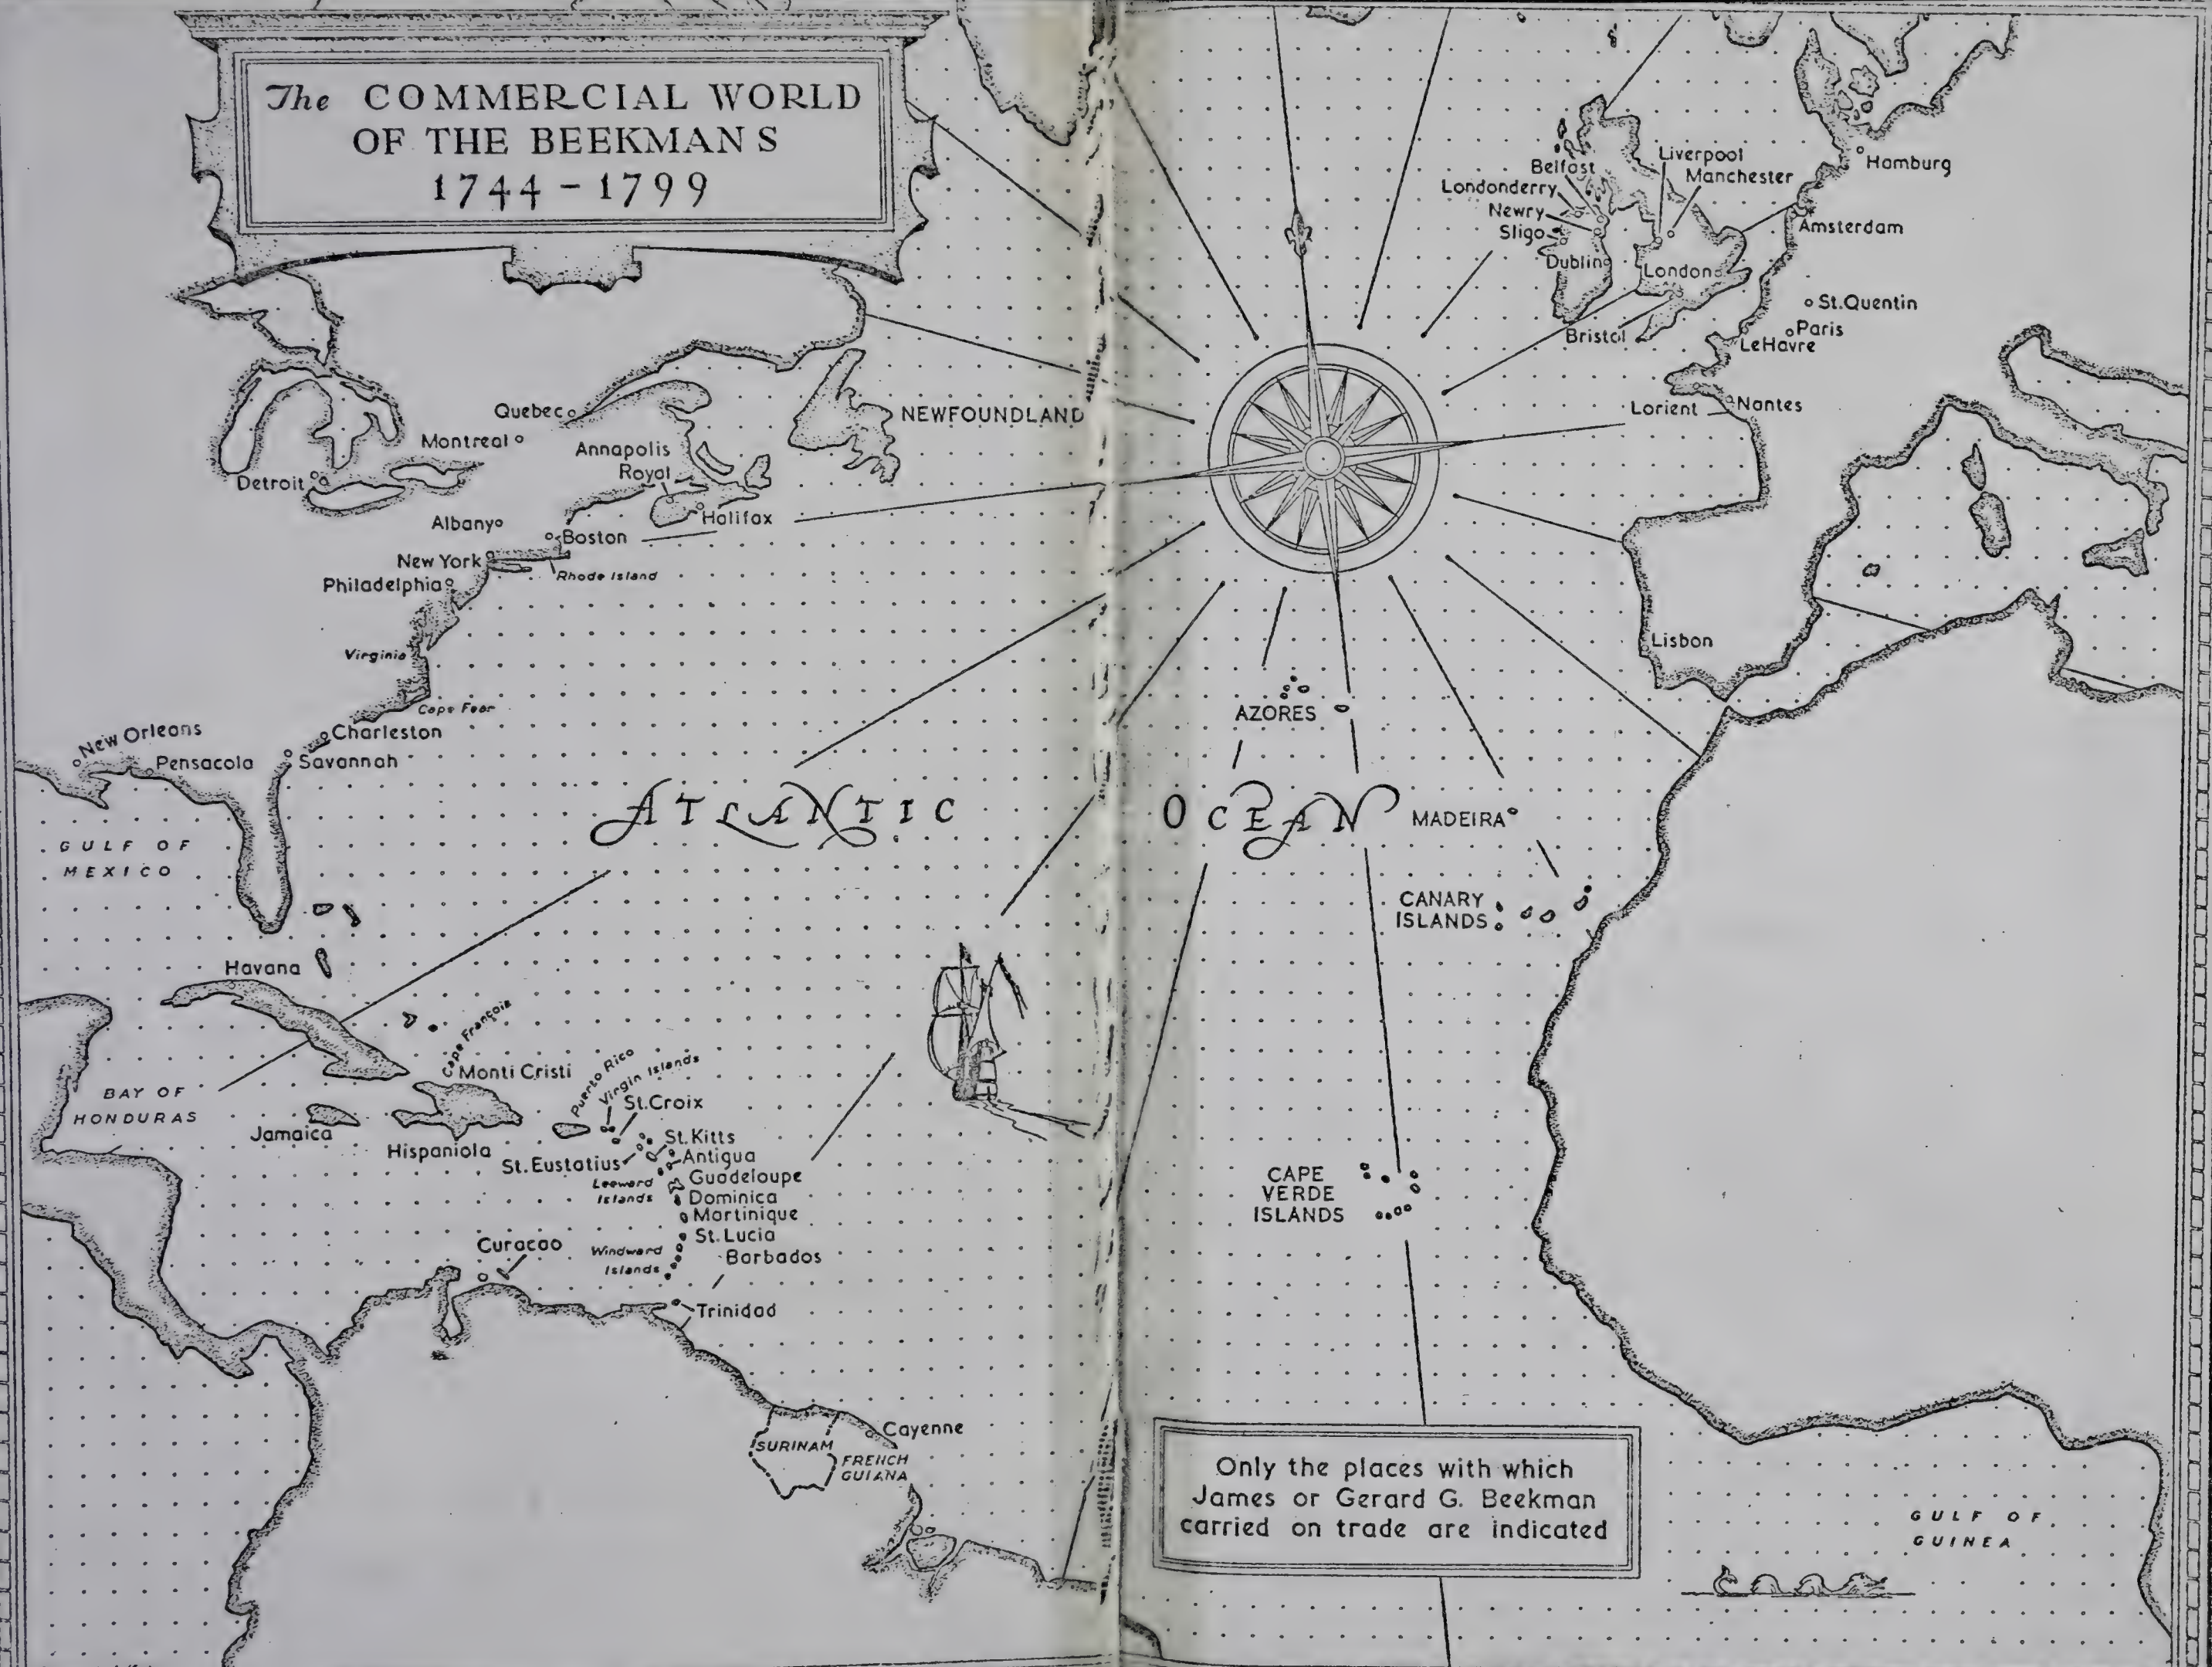 The COMMERCIAL WORLD
OF THE BEEKMANS
1744-1799
Belfast
Londonderry
Newry
Sligo
Dublin
Liverpool
Manchester
London
Bristol
Hamburg
Amsterdam
St.Quentin
Paris
LeHavre
Lorient
Nantes
Lisbon
Quebec
Montreal
Detroit
Annapolis
Royal
Halifax
NEWFOUNDLAND
Albany
Boston
New York
Rhode Island
Philadelphia
Virginia
Cape Fear
Charleston
Savannah
New Orleans
Pensacola
GULF OF
MEXICO
ATLANTIC OCEAN
AZORES
MADEIRA
CANARY
ISLANDS
CAPE
VERDE
ISLANDS
Havana
Cape Francois
Monti Cristi
BAY OF
HONDURAS
Jamaica
Hispaniola
Puerto Rico
Virgin Islands
St.Croix
St.Kitts
St.Eustatius
Antigua
Leeward
Islands
Guadeloupe
Dominica
Martinique
St.Lucia
Windward
Islands
Barbados
Curacao
Trinidad
Cayenne
SURINAM
FRENCH
GUIANA
Only the places with which
James or Gerard G. Beekman
carried on trade are indicated
GULF OF
GUINEA